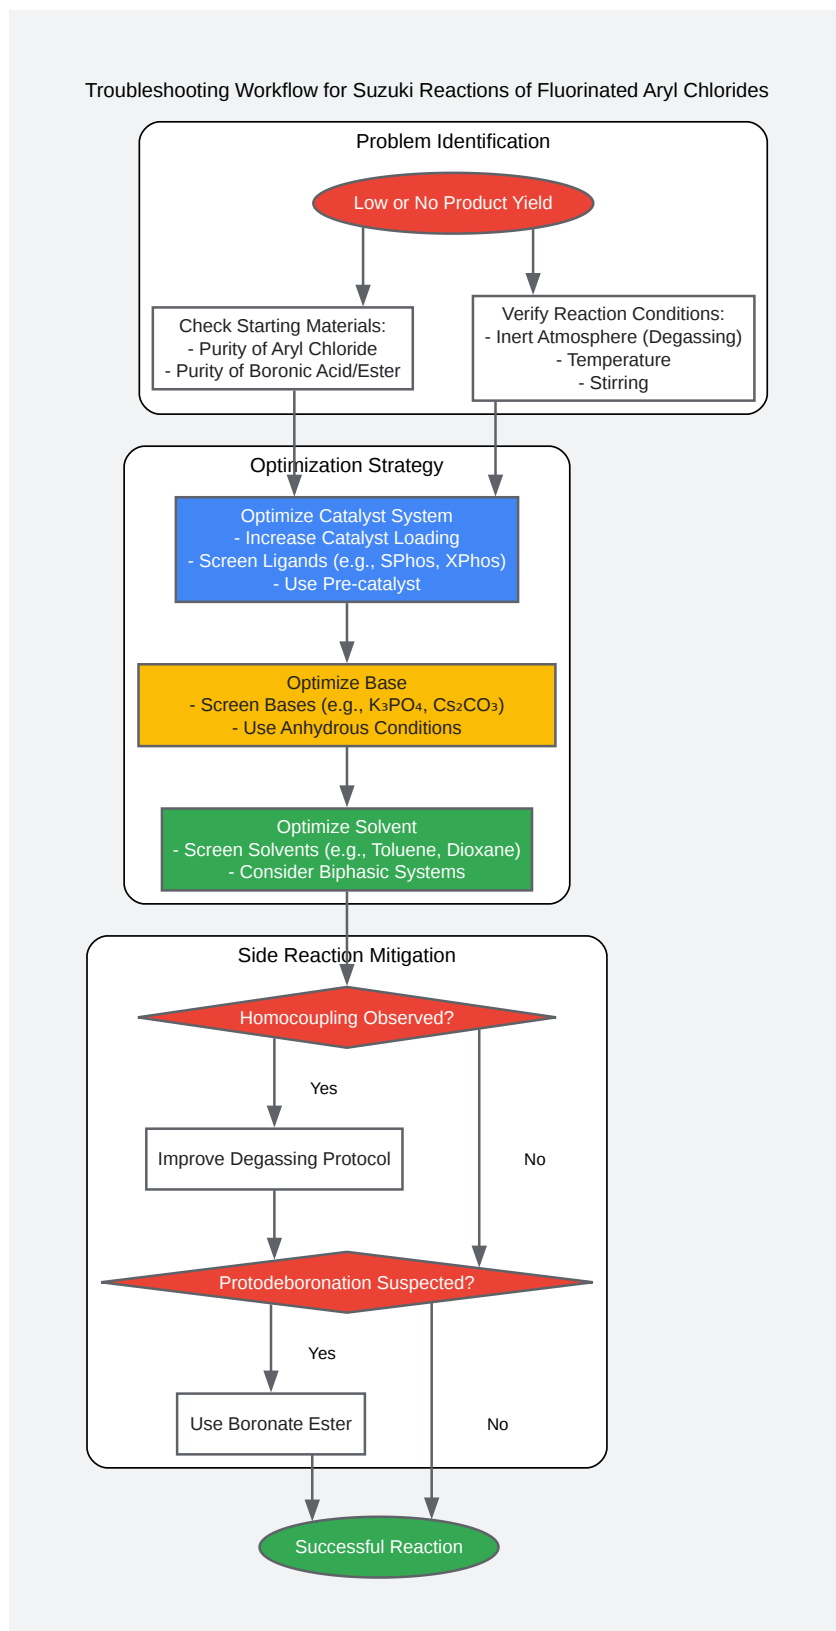 Troubleshooting Workflow for Suzuki Reactions of Fluorinated Aryl Chlorides
Problem Identification
Low or No Product Yield
Check Starting Materials:
- Purity of Aryl Chloride
- Purity of Boronic Acid/Ester
Verify Reaction Conditions:
- Inert Atmosphere (Degassing)
- Temperature
- Stirring
Optimization Strategy
Optimize Catalyst System
- Increase Catalyst Loading
- Screen Ligands (e.g., SPhos, XPhos)
- Use Pre-catalyst
Optimize Base
- Screen Bases (e.g., K₃PO₄, Cs₂CO₃)
- Use Anhydrous Conditions
Optimize Solvent
- Screen Solvents (e.g., Toluene, Dioxane)
- Consider Biphasic Systems
Side Reaction Mitigation
Homocoupling Observed?
Yes
Improve Degassing Protocol
No
Protodeboronation Suspected?
Yes
Use Boronate Ester
No
Successful Reaction